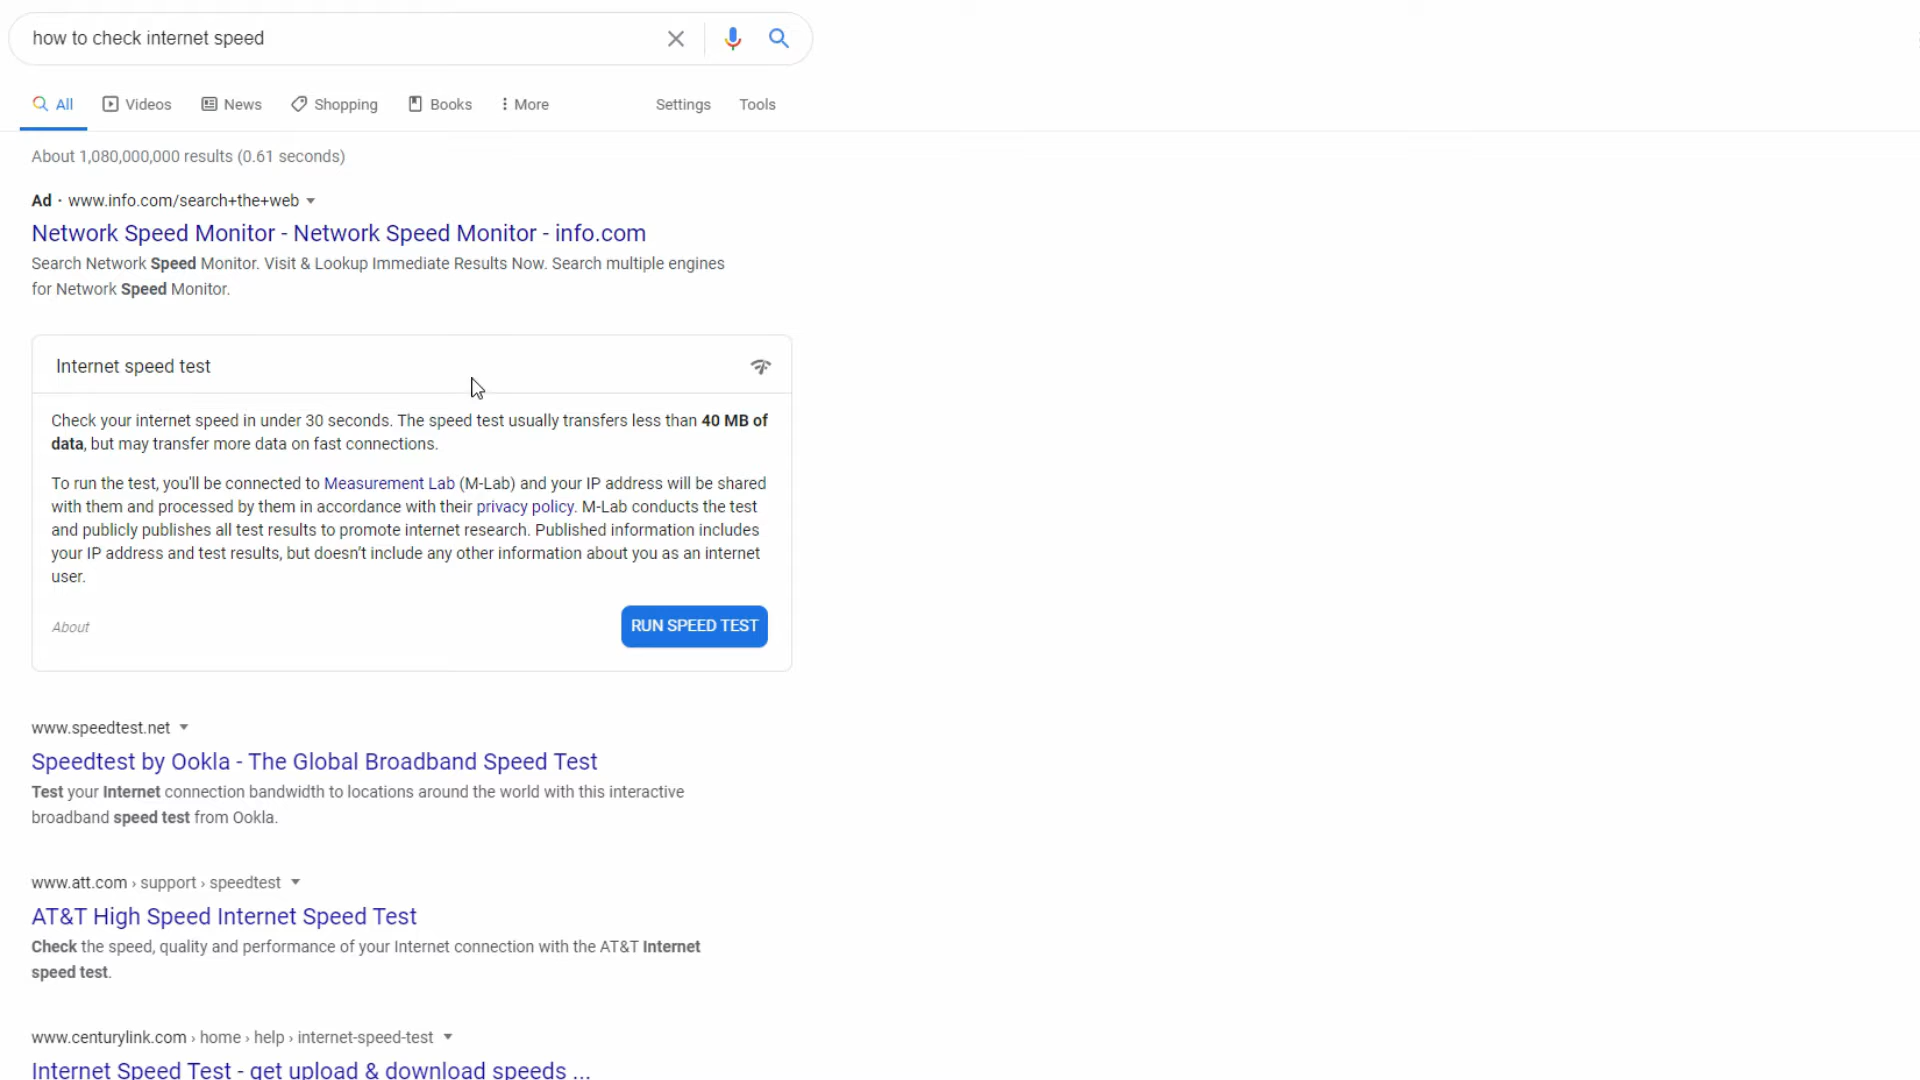 how to check internet speed
All Videos News Shopping Books More Settings Tools
About 1,080,000,000 results (0.61 seconds)
Ad · www.info.com/search+the+web
Network Speed Monitor - Network Speed Monitor - info.com
Search Network Speed Monitor. Visit & Lookup Immediate Results Now. Search multiple engines
for Network Speed Monitor.
Internet speed test
Check your internet speed in under 30 seconds. The speed test usually transfers less than 40 MB of
data, but may transfer more data on fast connections.
To run the test, you'll be connected to Measurement Lab (M-Lab) and your IP address will be shared
with them and processed by them in accordance with their privacy policy. M-Lab conducts the test
and publicly publishes all test results to promote internet research. Published information includes
your IP address and test results, but doesn't include any other information about you as an internet
user.
About RUN SPEED TEST
www.speedtest.net
Speedtest by Ookla - The Global Broadband Speed Test
Test your Internet connection bandwidth to locations around the world with this interactive
broadband speed test from Ookla.
www.att.com › support › speedtest
AT&T High Speed Internet Speed Test
Check the speed, quality and performance of your Internet connection with the AT&T Internet
speed test.
www.centurylink.com › home › help › internet-speed-test
Internet Speed Test - get upload & download speeds ...